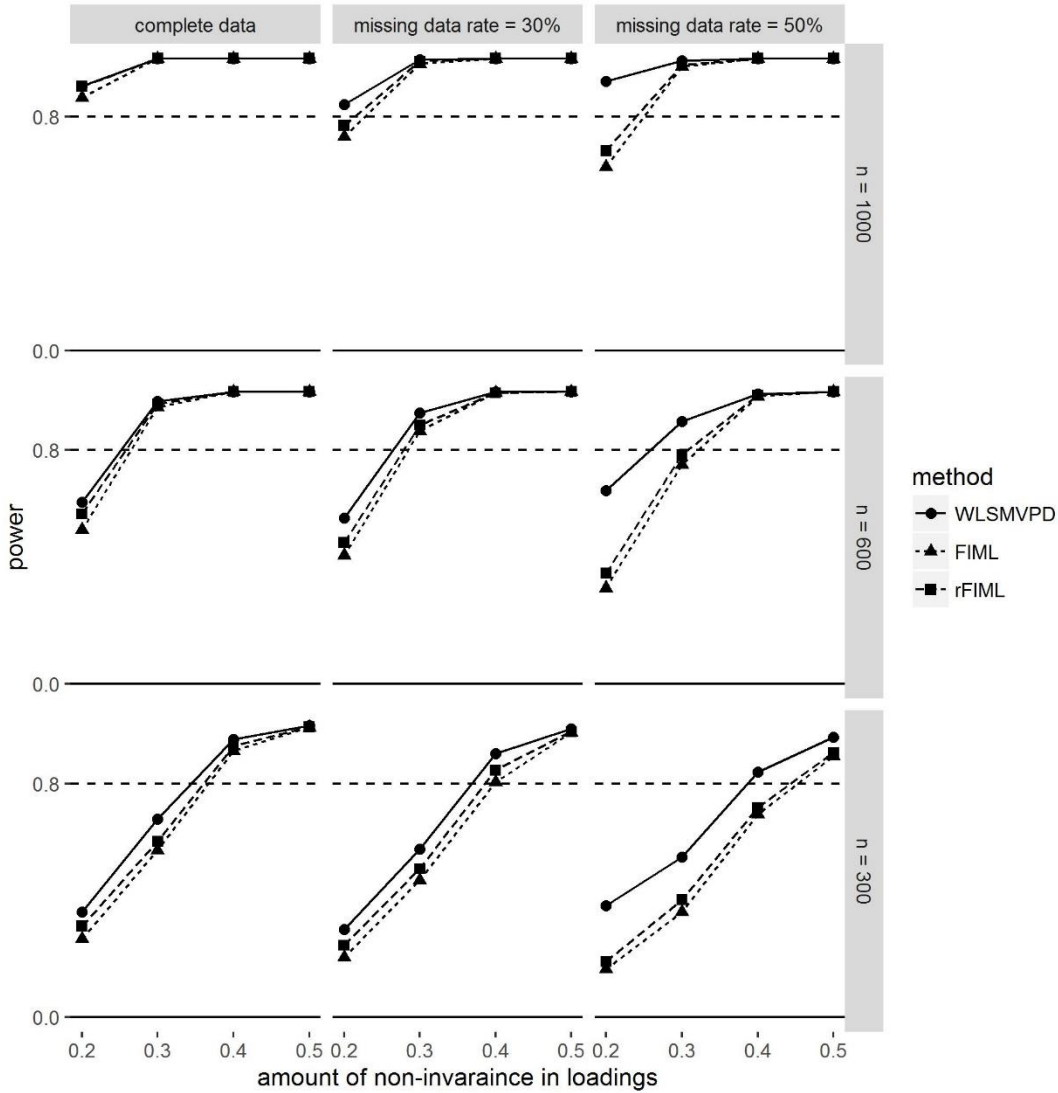 complete data
missing data rate = 30%
missing data rate = 50%
0.8
0.0
n = 1000
0.8
0.0
n = 600
0.8
0.0
n = 300
power
0.2 0.3 0.4 0.5
0.2 0.3 0.4 0.5
0.2 0.3 0.4 0.5
amount of non-invaraince in loadings
method
WLSMVPD
FIML
rFIML